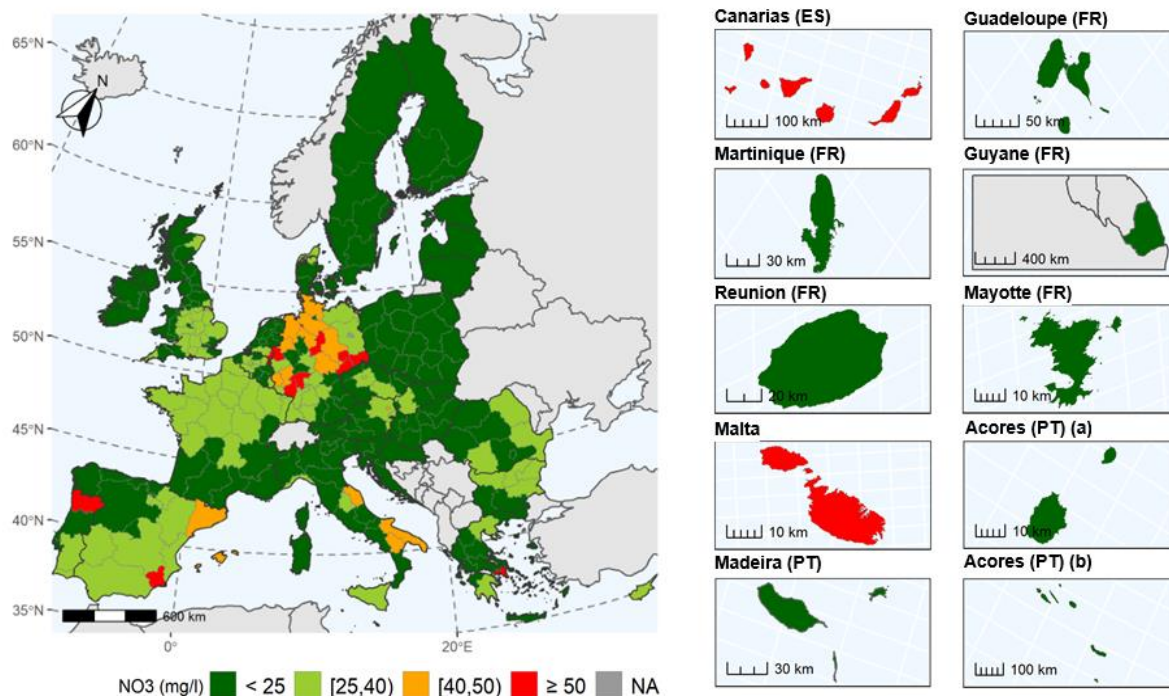 65°N
60°N
55°N
50°N
45°N
40°N
35°N
N
600 km
0°
20°E
NO3 (mg/l)
< 25
[25,40)
[40,50)
≥ 50
NA
Canarias (ES)
100 km
Guadeloupe (FR)
50 km
Martinique (FR)
30 km
Guyane (FR)
400 km
Reunion (FR)
20 km
Mayotte (FR)
10 km
Malta
10 km
Acores (PT) (a)
10 km
Madeira (PT)
30 km
Acores (PT) (b)
100 km